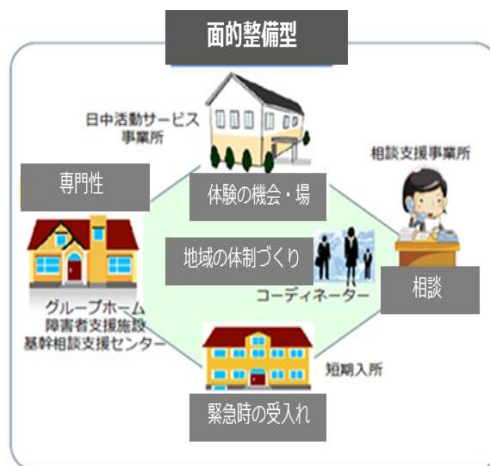 面的整備型
日中活動サービス
事業所
相談支援事業所
専門性
体験の機会・場
地域の体制づくり
コーディネーター
相談
グループホーム
障害者支援施設
基幹相談支援センター
短期入所
緊急時の受入れ